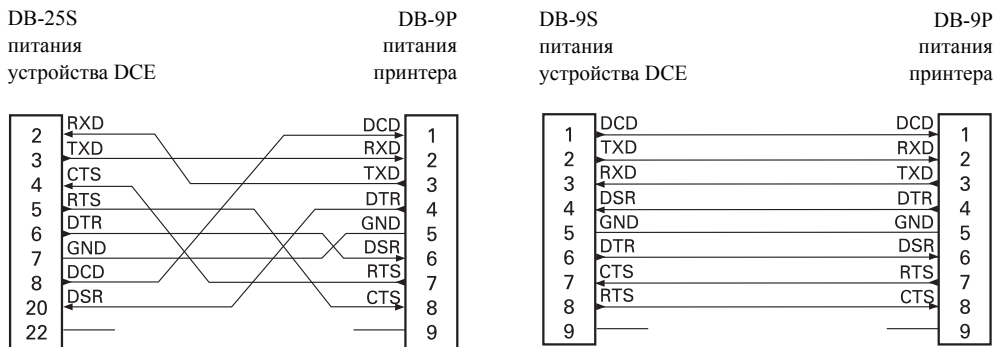 DB-25S
питания
устройства DCE
DB-9P
питания
принтера
2 RXD DCD 1
3 TXD RXD 2
4 CTS TXD 3
5 RTS DTR 4
6 DTR GND 5
7 GND DSR 6
8 DCD RTS 7
20 DSR CTS 8
22 9
DB-9S
питания
устройства DCE
DB-9P
питания
принтера
1 DCD DCD 1
2 TXD RXD 2
3 RXD TXD 3
4 DSR DTR 4
5 GND GND 5
6 DTR DSR 6
7 CTS RTS 7
8 RTS CTS 8
9 9